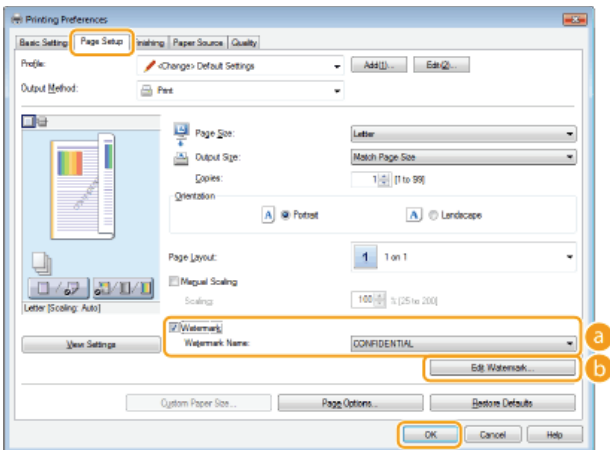 Printing Preferences
Basic Setting Page Setup Finishing Paper Source Quality
Profile: <Change> Default Settings Add(1)... Edit(2)...
Output Method: Print
Page Size: Letter
Output Size: Match Page Size
Copies: 1 [1 to 99]
Orientation
A Portrait A Landscape
Page Layout: 1 1 on 1
Manual Scaling
Scaling: 100 % [25 to 200]
Letter [Scaling: Auto]
Watermark
Watermark Name: CONFIDENTIAL
a
View Settings Edit Watermark...
b
Custom Paper Size... Page Options... Restore Defaults
OK Cancel Help